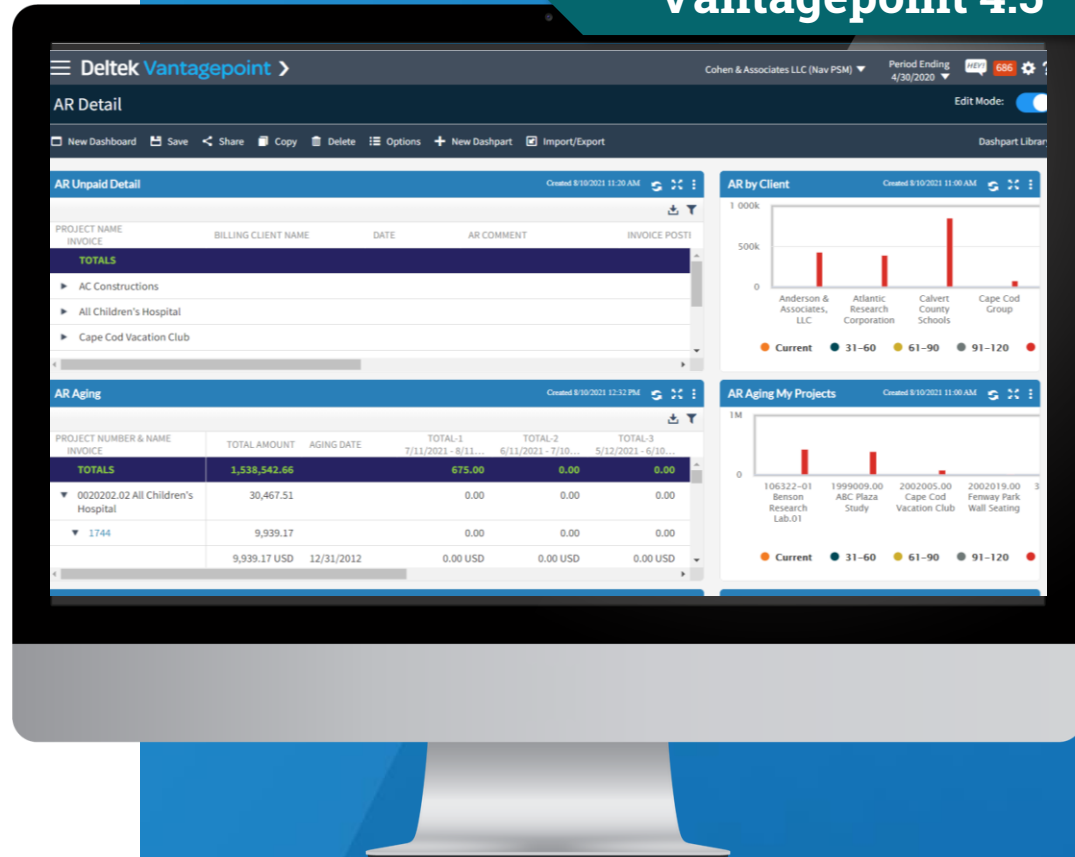 Vantagepoint 4.5
Deltek Vantagepoint
Cohen & Associates LLC (Nav PSM)
Period Ending
4/30/2020
HEY!
686
AR Detail
Edit Mode:
New Dashboard Save Share Copy Delete Options New Dashpart Import/Export
Dashpart Library
AR Unpaid Detail
Created 8/10/2021 11:20 AM
PROJECT NAME
INVOICE
BILLING CLIENT NAME DATE AR COMMENT INVOICE POSTI
TOTALS
AC Constructions
All Children's Hospital
Cape Cod Vacation Club
AR by Client
Created 8/10/2021 11:00 AM
1 000k
500k
0
Anderson & Associates, LLC
Atlantic Research Corporation
Calvert County Schools
Cape Cod Group
Current 31–60 61–90 91–120
AR Aging
Created 8/10/2021 12:32 PM
PROJECT NUMBER & NAME
INVOICE
TOTAL AMOUNT AGING DATE
TOTAL-1
7/11/2021 - 8/11...
TOTAL-2
6/11/2021 - 7/10...
TOTAL-3
5/12/2021 - 6/10...
TOTALS 1,538,542.66 675.00 0.00 0.00
0020202.02 All Children's Hospital 30,467.51 0.00 0.00 0.00
1744 9,939.17 0.00 0.00 0.00
9,939.17 USD 12/31/2012 0.00 USD 0.00 USD 0.00 USD
AR Aging My Projects
Created 8/10/2021 11:00 AM
1M
0
106322-01 Benson Research Lab.01
1999009.00 ABC Plaza Study
2002005.00 Cape Cod Vacation Club
2002019.00 Fenway Park Wall Seating
3
Current 31–60 61–90 91–120